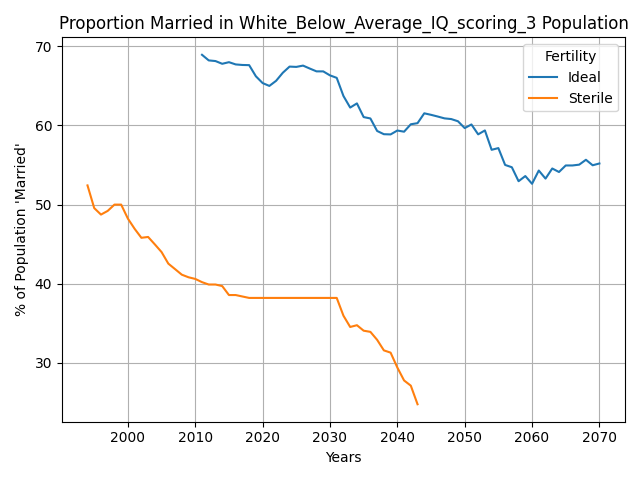 Proportion Married in White_Below_Average_IQ_scoring_3 Population
% of Population 'Married'
70
60
50
40
30
Fertility
Ideal
Sterile
2000 2010 2020 2030 2040 2050 2060 2070
Years